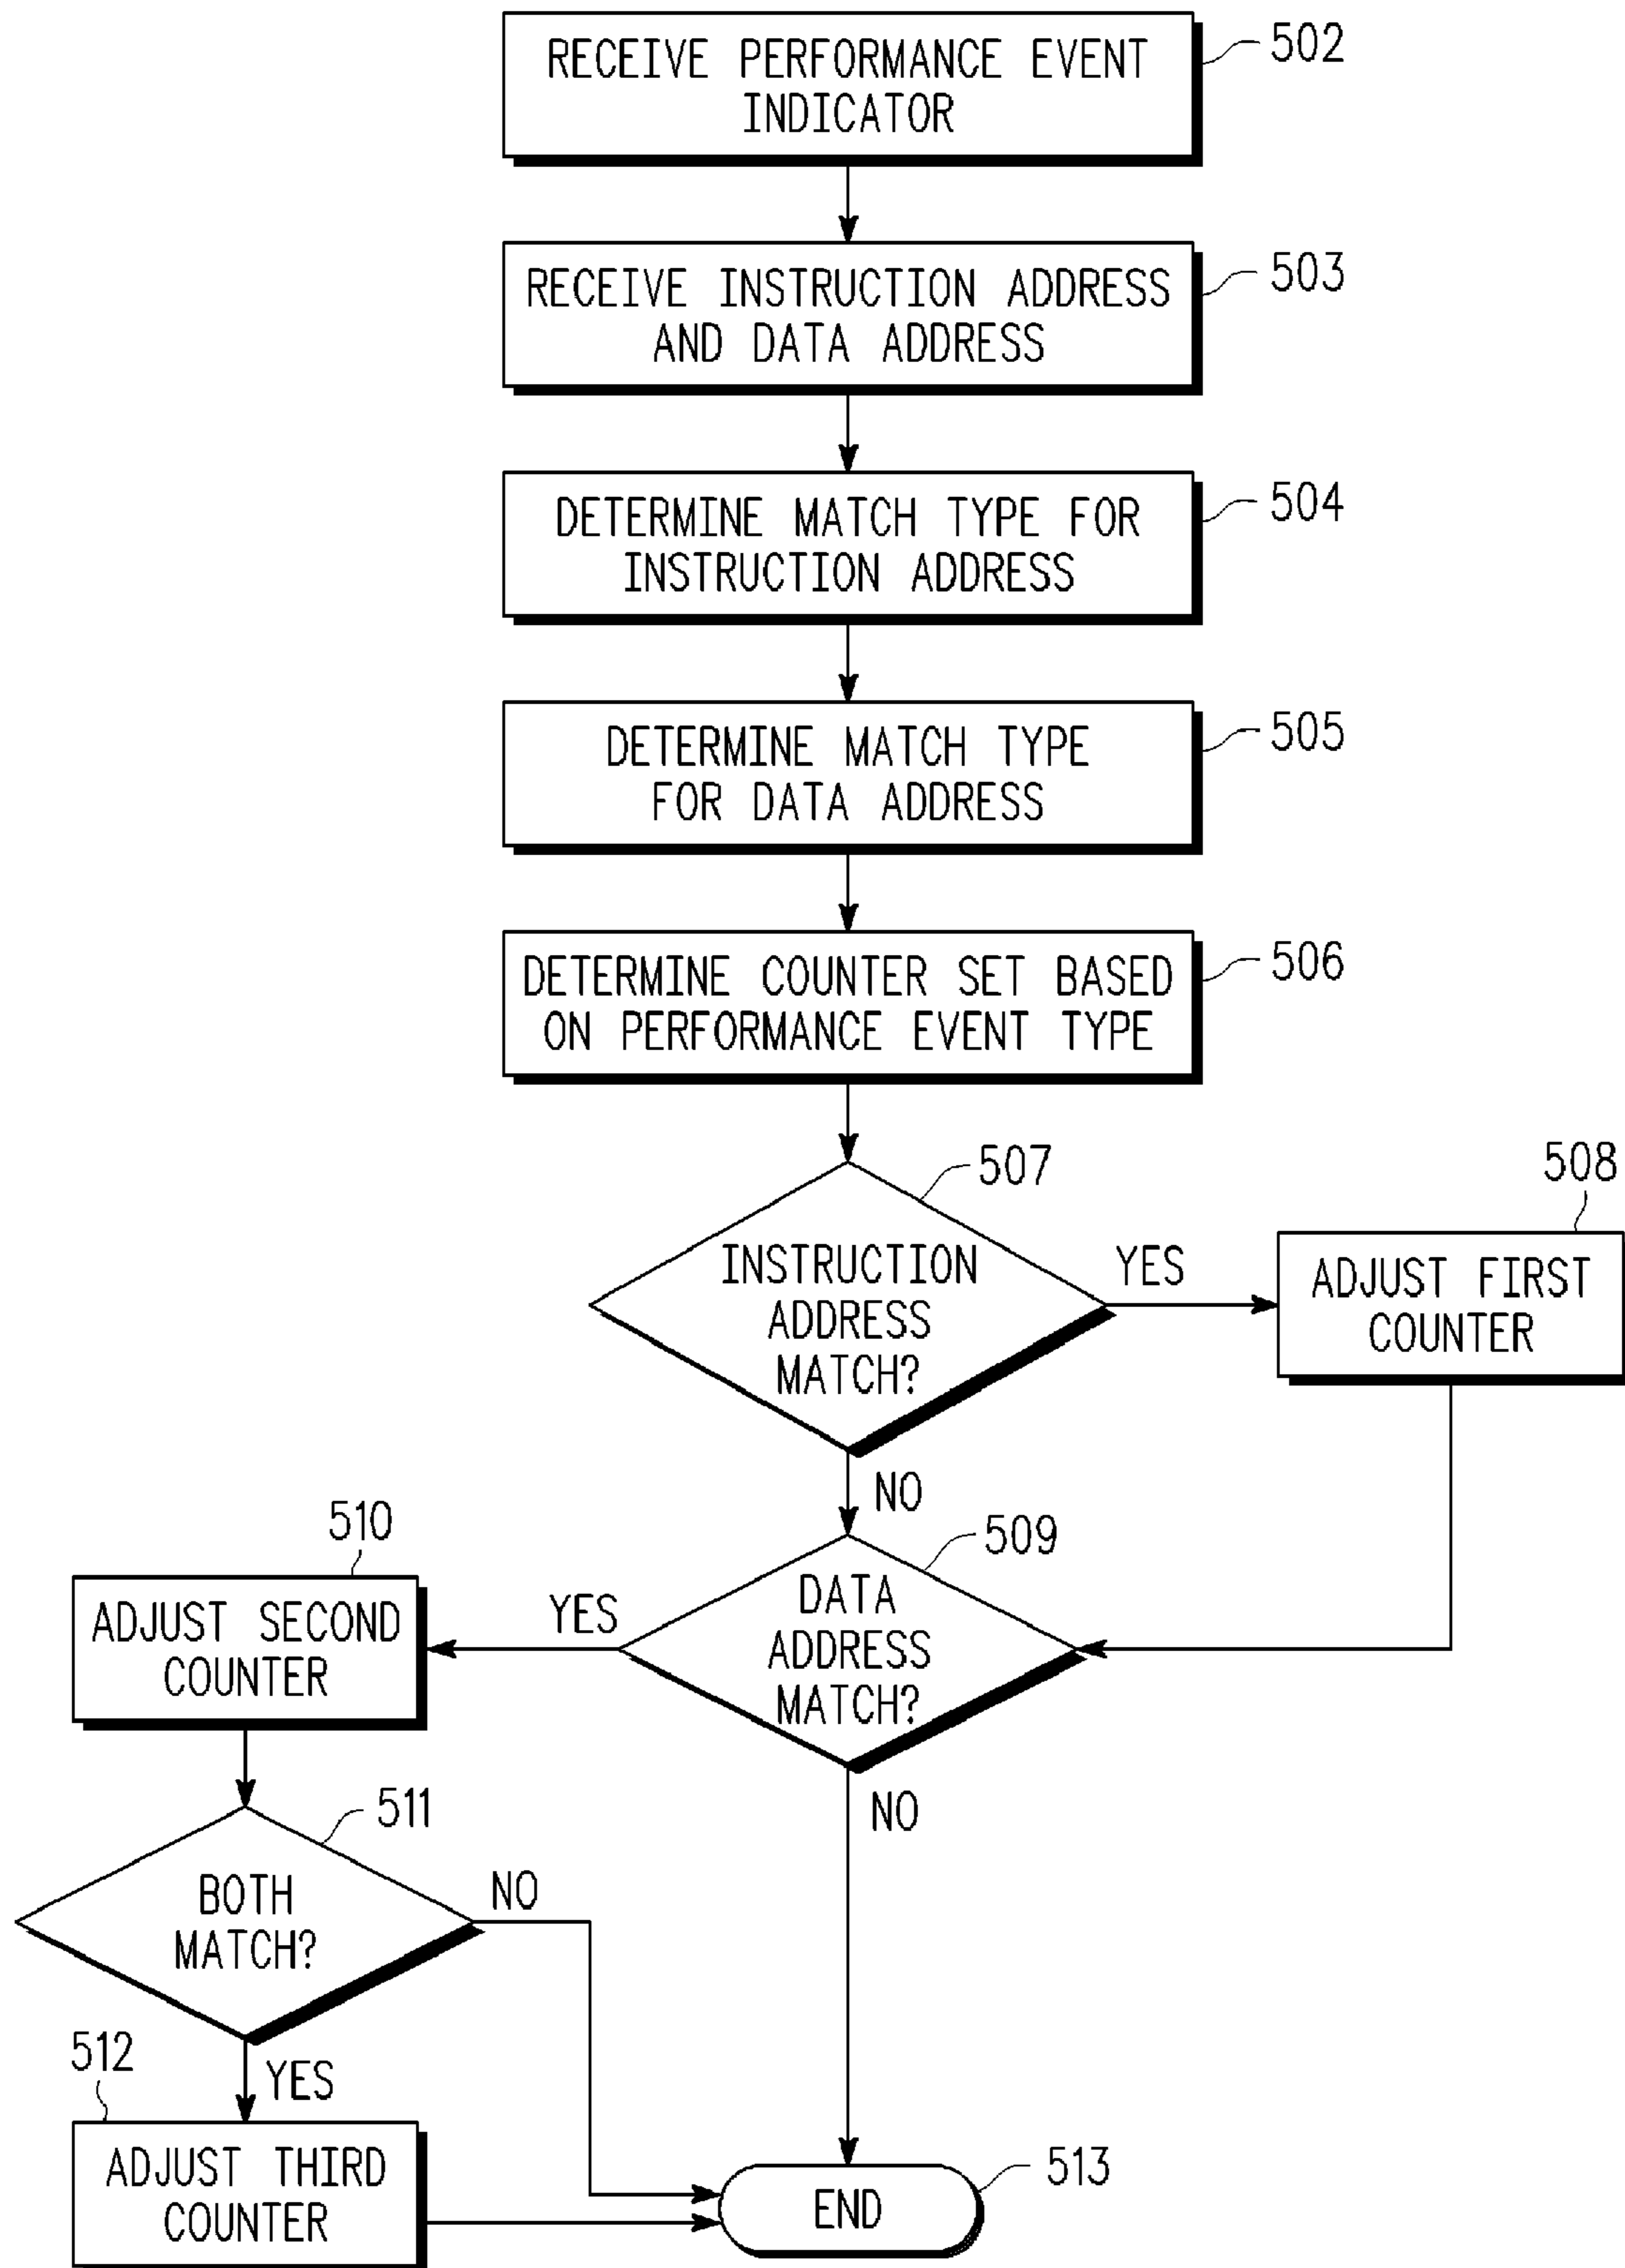 RECEIVE PERFORMANCE EVENT
INDICATOR
502
RECEIVE INSTRUCTION ADDRESS
AND DATA ADDRESS
503
DETERMINE MATCH TYPE FOR
INSTRUCTION ADDRESS
504
DETERMINE MATCH TYPE
FOR DATA ADDRESS
505
DETERMINE COUNTER SET BASED
ON PERFORMANCE EVENT TYPE
506
507
INSTRUCTION
ADDRESS
MATCH?
YES
508
ADJUST FIRST
COUNTER
NO
509
DATA
ADDRESS
MATCH?
YES
510
ADJUST SECOND
COUNTER
NO
511
BOTH
MATCH?
NO
YES
512
ADJUST THIRD
COUNTER
END
513